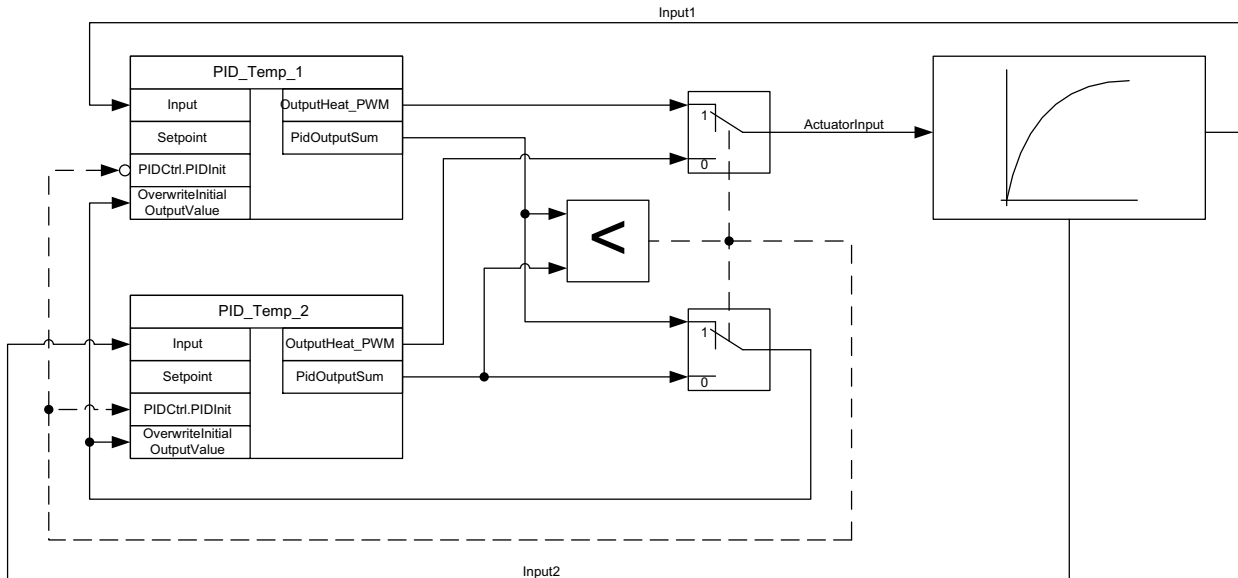 Input1
PID_Temp_1
Input
OutputHeat_PWM
Setpoint
PidOutputSum
PIDCtrl.PIDInit
OverwriteInitial
OutputValue
1
0
ActuatorInput
<
PID_Temp_2
Input
OutputHeat_PWM
Setpoint
PidOutputSum
PIDCtrl.PIDInit
OverwriteInitial
OutputValue
1
0
Input2